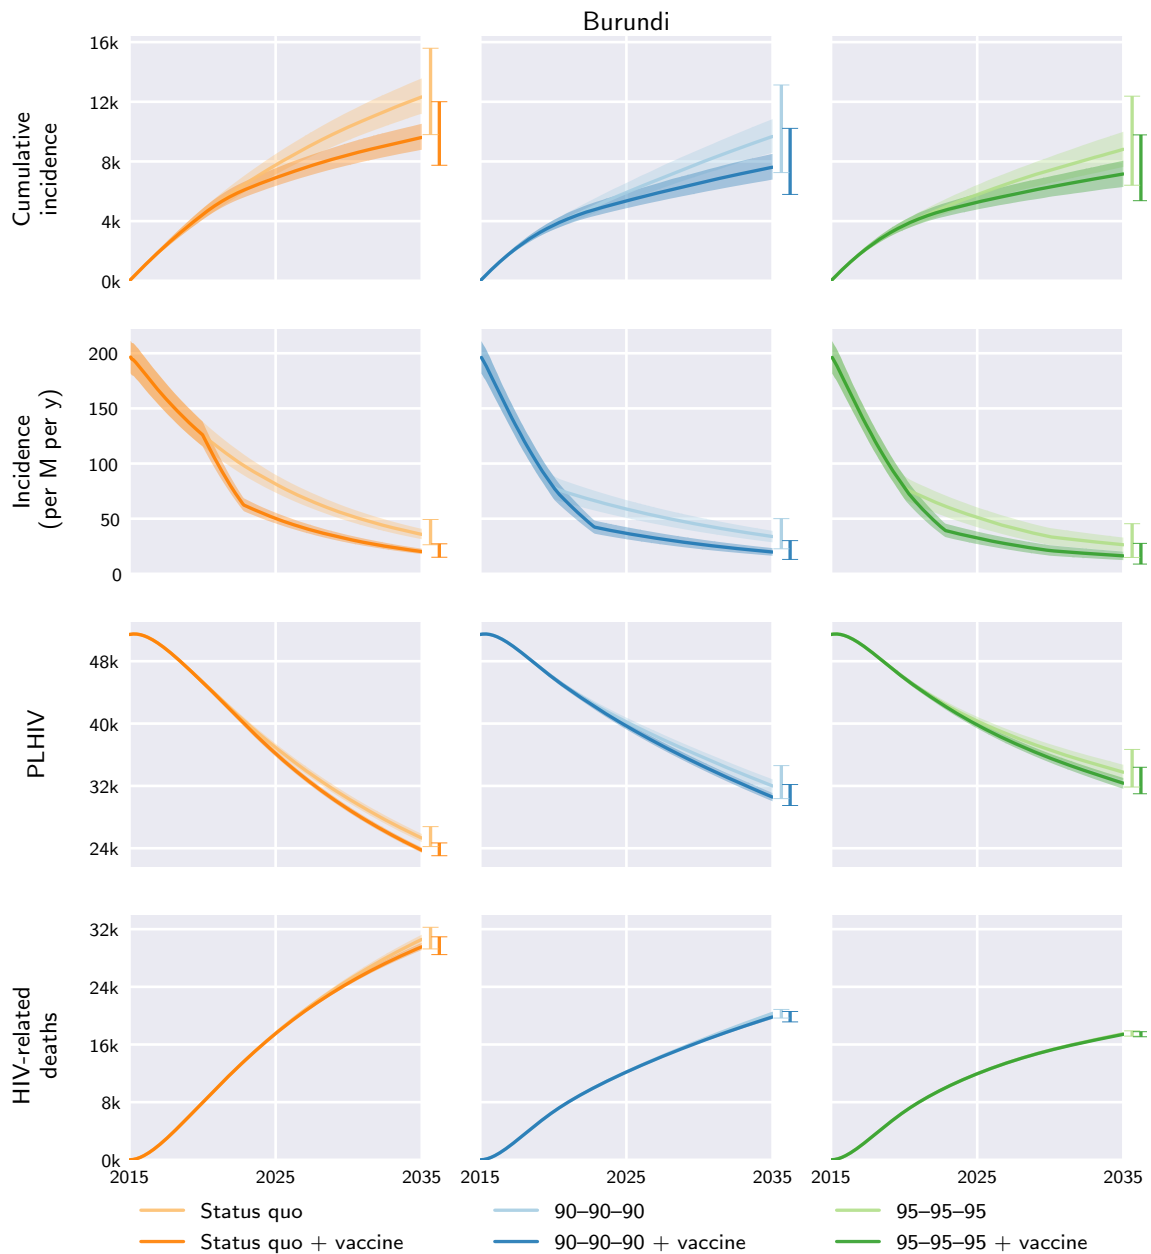 Burundi
Cumulative
incidence
16k
12k
8k
4k
0k
Incidence
(per M per y)
200
150
100
50
0
PLHIV
48k
40k
32k
24k
HIV-related
deaths
32k
24k
16k
8k
0k
2015 2025 2035
2015 2025 2035
2015 2025 2035
Status quo
Status quo + vaccine
90–90–90
90–90–90 + vaccine
95–95–95
95–95–95 + vaccine